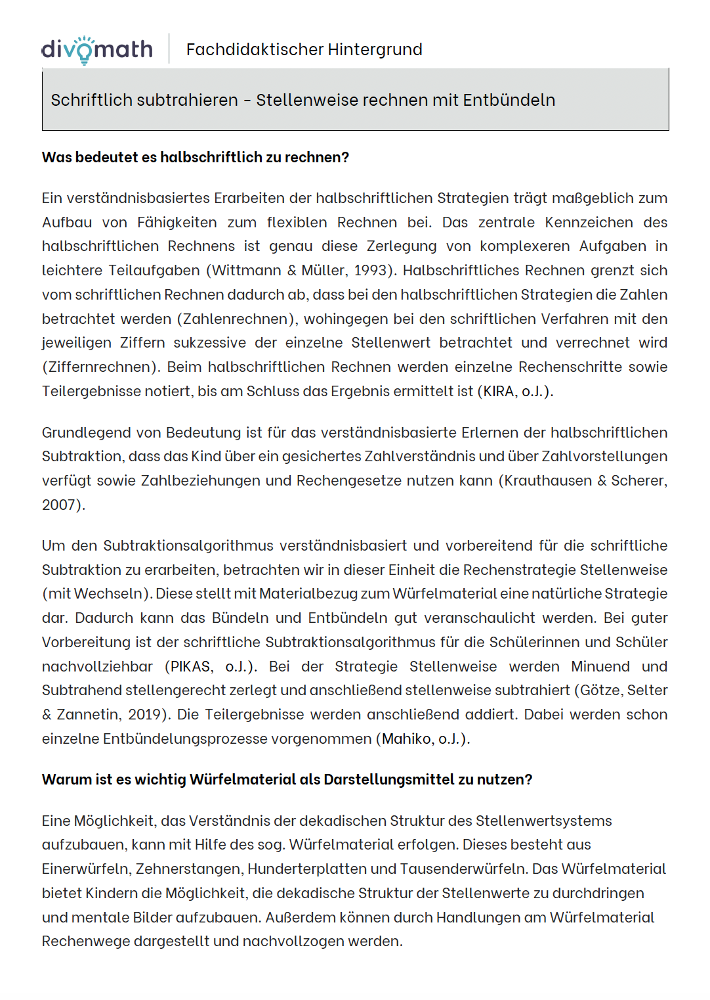 divomath
Fachdidaktischer Hintergrund
Schriftlich subtrahieren - Stellenweise rechnen mit Entbündeln
Was bedeutet es halbschriftlich zu rechnen?
Ein verständnisbasiertes Erarbeiten der halbschriftlichen Strategien trägt maßgeblich zum
Aufbau von Fähigkeiten zum flexiblen Rechnen bei. Das zentrale Kennzeichen des
halbschriftlichen Rechnens ist genau diese Zerlegung von komplexeren Aufgaben in
leichtere Teilaufgaben (Wittmann & Müller, 1993). Halbschriftliches Rechnen grenzt sich
vom schriftlichen Rechnen dadurch ab, dass bei den halbschriftlichen Strategien die Zahlen
betrachtet werden (Zahlenrechnen), wohingegen bei den schriftlichen Verfahren mit den
jeweiligen Ziffern sukzessive der einzelne Stellenwert betrachtet und verrechnet wird
(Ziffernrechnen). Beim halbschriftlichen Rechnen werden einzelne Rechenschritte sowie
Teilergebnisse notiert, bis am Schluss das Ergebnis ermittelt ist (KIRA, o.J.).
Grundlegend von Bedeutung ist für das verständnisbasierte Erlernen der halbschriftlichen
Subtraktion, dass das Kind über ein gesichertes Zahlverständnis und über Zahlvorstellungen
verfügt sowie Zahlbeziehungen und Rechengesetze nutzen kann (Krauthausen & Scherer,
2007).
Um den Subtraktionsalgorithmus verständnisbasiert und vorbereitend für die schriftliche
Subtraktion zu erarbeiten, betrachten wir in dieser Einheit die Rechenstrategie Stellenweise
(mit Wechseln). Diese stellt mit Materialbezug zum Würfelmaterial eine natürliche Strategie
dar. Dadurch kann das Bündeln und Entbündeln gut veranschaulicht werden. Bei guter
Vorbereitung ist der schriftliche Subtraktionsalgorithmus für die Schülerinnen und Schüler
nachvollziehbar (PIKAS, o.J.). Bei der Strategie Stellenweise werden Minuend und
Subtrahend stellengerecht zerlegt und anschließend stellenweise subtrahiert (Götze, Selter
& Zannetin, 2019). Die Teilergebnisse werden anschließend addiert. Dabei werden schon
einzelne Entbündelungsprozesse vorgenommen (Mahiko, o.J.).
Warum ist es wichtig Würfelmaterial als Darstellungsmittel zu nutzen?
Eine Möglichkeit, das Verständnis der dekadischen Struktur des Stellenwertsystems
aufzubauen, kann mit Hilfe des sog. Würfelmaterial erfolgen. Dieses besteht aus
Einerwürfeln, Zehnerstangen, Hunderterplatten und Tausenderwürfeln. Das Würfelmaterial
bietet Kindern die Möglichkeit, die dekadische Struktur der Stellenwerte zu durchdringen
und mentale Bilder aufzubauen. Außerdem können durch Handlungen am Würfelmaterial
Rechenwege dargestellt und nachvollzogen werden.